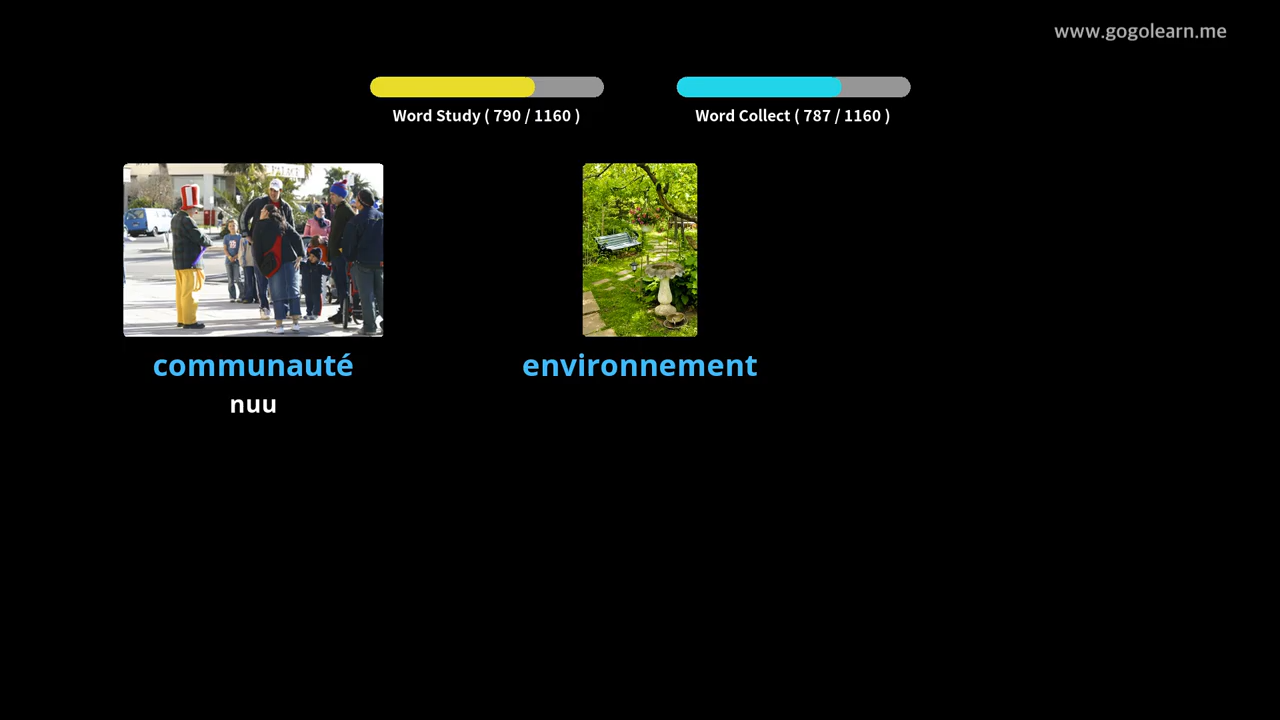 www.gogolearn.me
Word Study ( 790 / 1160 )
Word Collect ( 787 / 1160 )
communauté
nuu
environnement